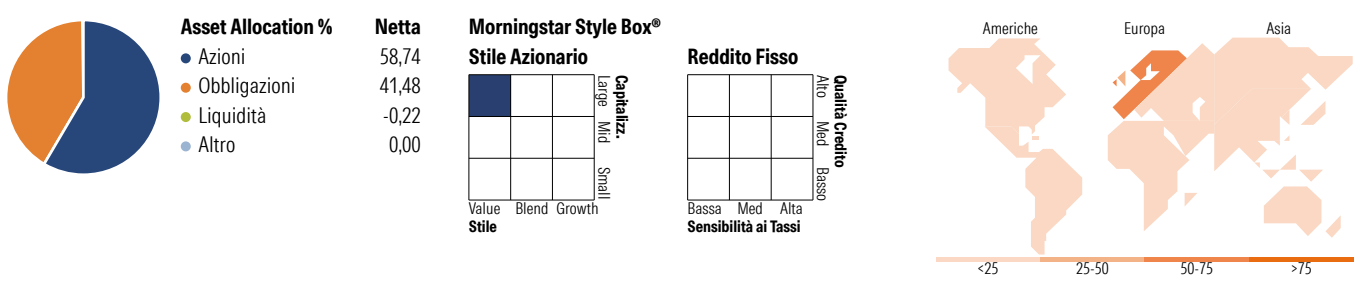 Asset Allocation % Netta
Azioni 58,74
Obbligazioni 41,48
Liquidità -0,22
Altro 0,00
Morningstar Style Box®
Stile Azionario
Large
Mid
Small
Capitalizz.
Value Blend Growth
Stile
Reddito Fisso
Alto
Med
Basso
Qualità Credito
Bassa Med Alta
Sensibilità ai Tassi
Americhe Europa Asia
<25 25-50 50-75 >75